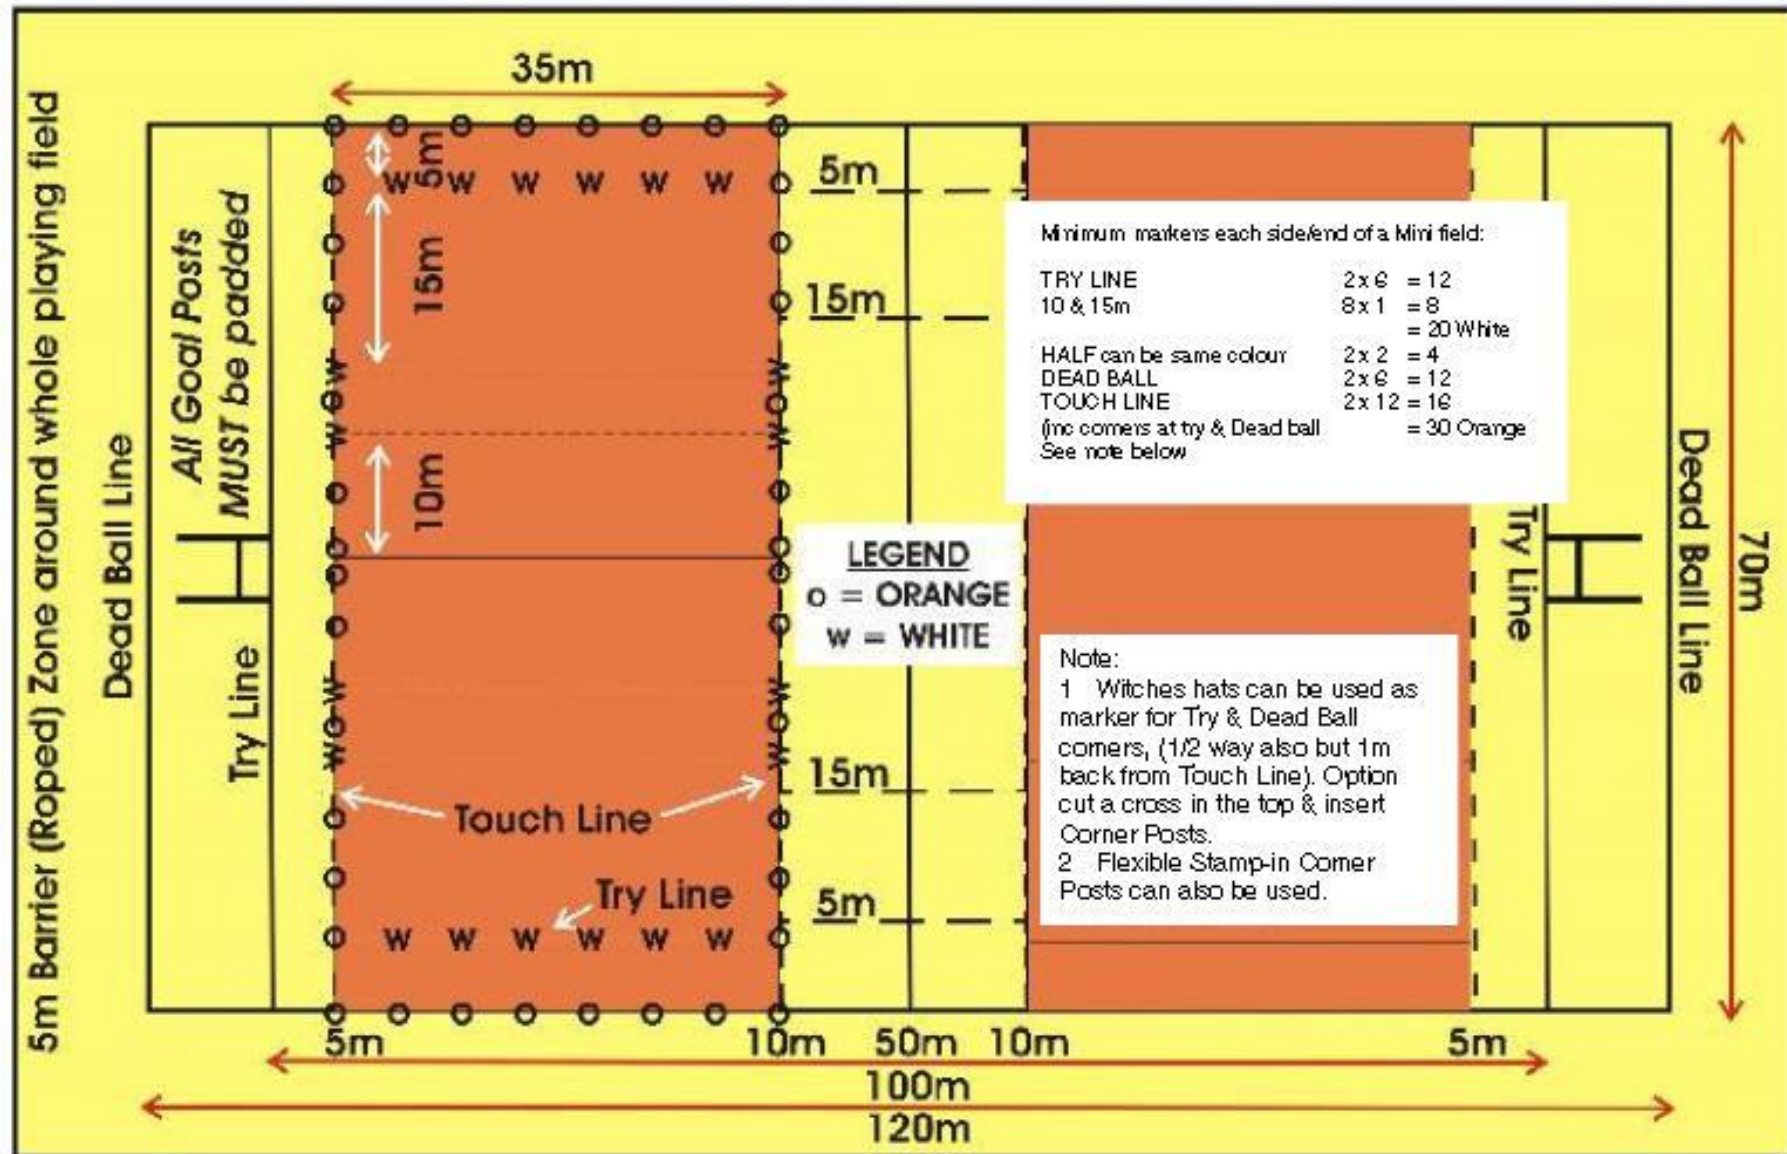 35m
5m Barrier (Roped) Zone around whole playing field
Dead Ball Line
All Goal Posts
MUST be padded
Try Line
o o o o o o o o
5m
o w w w w w w o
15m
o o
o o
w w
o o
w w
10m
o o
o o
o o
o o
w w
o o
w w
Touch Line
o o
o o
Try Line
o w w w w w w o
o o o o o o o o
5m
15m
LEGEND
o = ORANGE
w = WHITE
15m
5m
Minimum markers each side/end of a Mini field:
TRY LINE 2 x 6 = 12
10 & 15m 8 x 1 = 8
= 20 White
HALF can be same colour 2 x 2 = 4
DEAD BALL 2 x 6 = 12
TOUCH LINE 2 x 12 = 16
(inc corners at try & Dead ball = 30 Orange
See note below
Note:
1 Witches hats can be used as
marker for Try & Dead Ball
corners, (1/2 way also but 1m
back from Touch Line). Option
cut a cross in the top & insert
Corner Posts.
2 Flexible Stamp-in Corner
Posts can also be used.
Try Line
Dead Ball Line
70m
5m 10m 50m 10m 5m
100m
120m